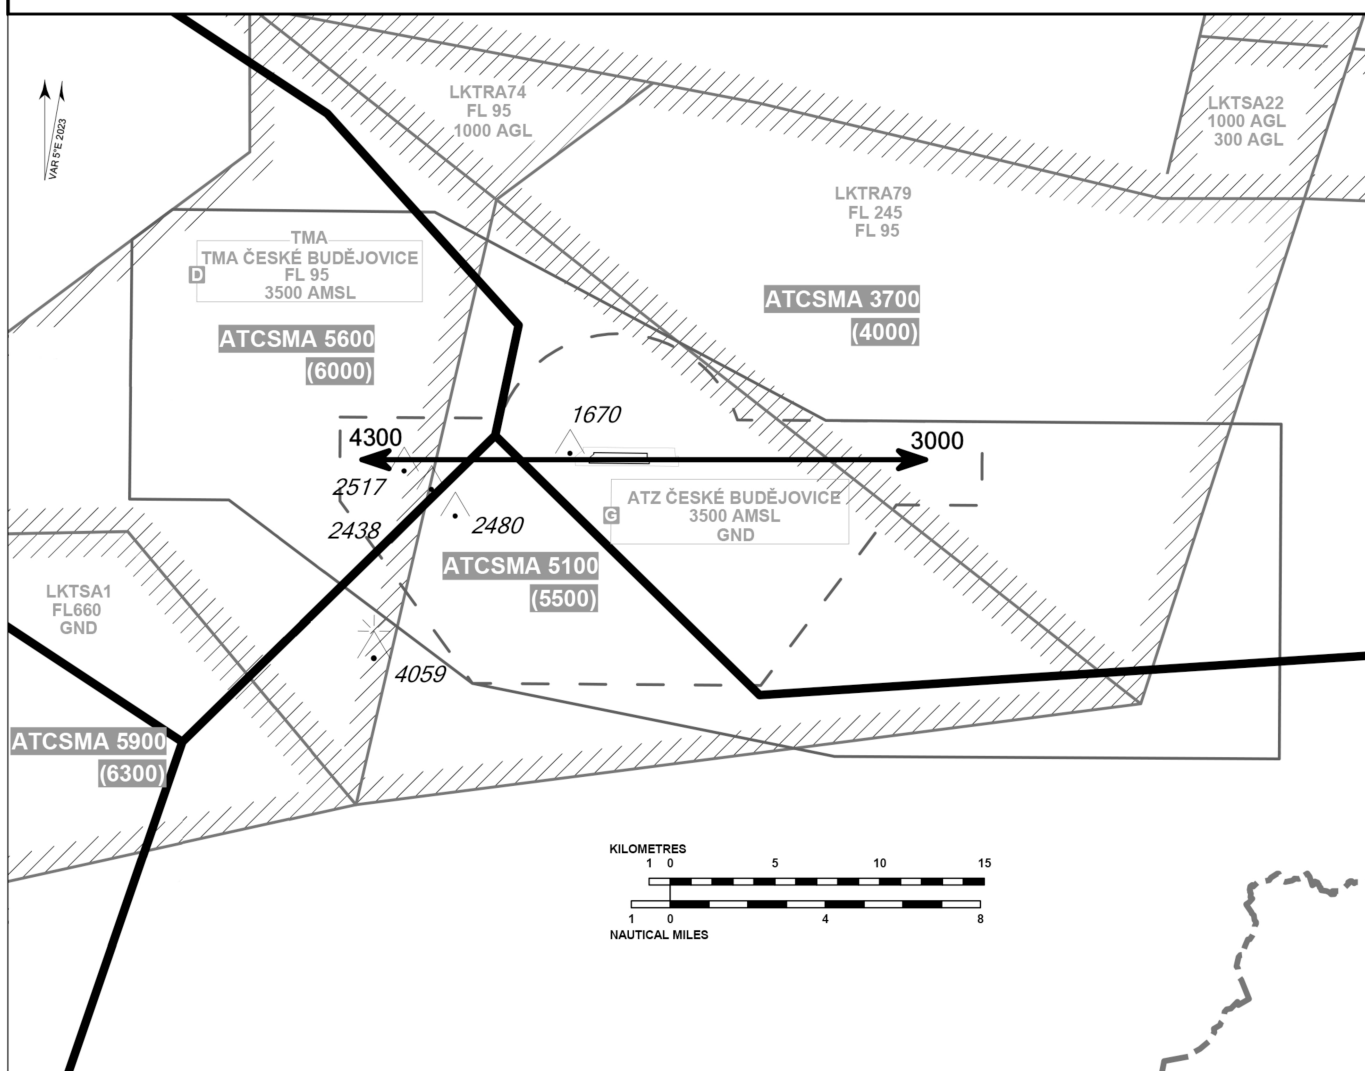 VAR 5°E 2023
LKTRA74
FL 95
1000 AGL
LKTSA22
1000 AGL
300 AGL
LKTRA79
FL 245
FL 95
TMA
TMA ČESKÉ BUDĚJOVICE
D
FL 95
3500 AMSL
ATCSMA 3700
(4000)
ATCSMA 5600
(6000)
1670
4300
3000
2517
2438
2480
ATZ ČESKÉ BUDĚJOVICE
G
3500 AMSL
GND
ATCSMA 5100
(5500)
LKTSA1
FL660
GND
4059
ATCSMA 5900
(6300)
KILOMETRES
1 0 5 10 15
1 0 4 8
NAUTICAL MILES